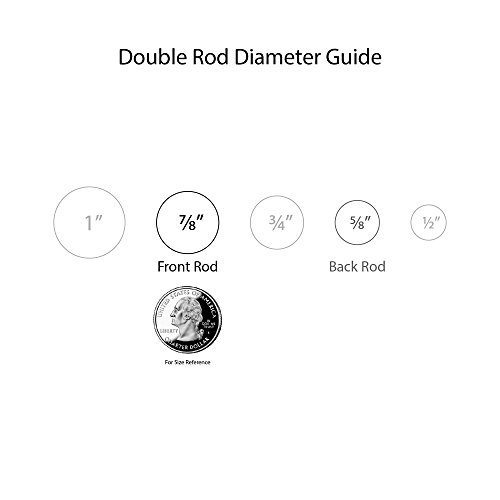 Double Rod Diameter Guide
1” ⅞” ¾” ⅝” ½”
Front Rod Back Rod
UNITED STATES OF AMERICA
LIBERTY
QUARTER DOLLAR
For Size Reference